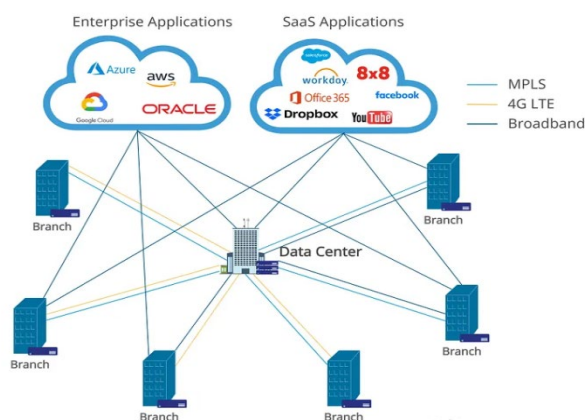 Enterprise Applications
SaaS Applications
Azure
aws
Google Cloud
ORACLE
salesforce
workday.
8x8
Office 365
facebook
Dropbox
YouTube
MPLS
4G LTE
Broadband
Branch
Branch
Data Center
Branch
Branch
Branch
Branch